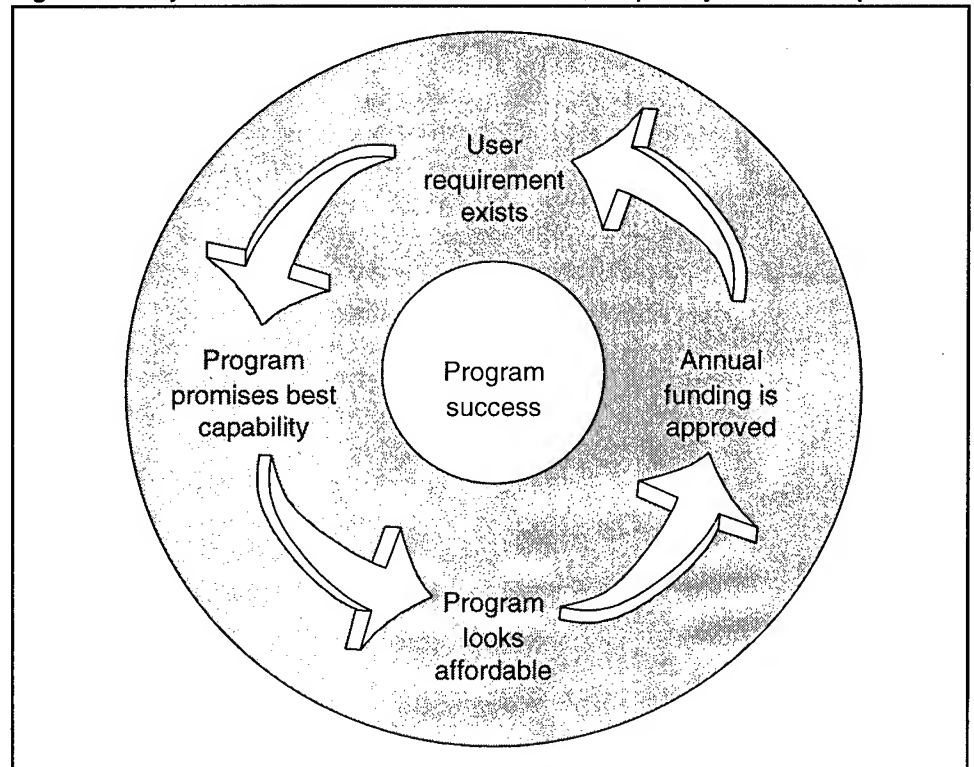 User
requirement
exists
Program
promises best
capability
Program
success
Annual
funding is
approved
Program
looks
affordable